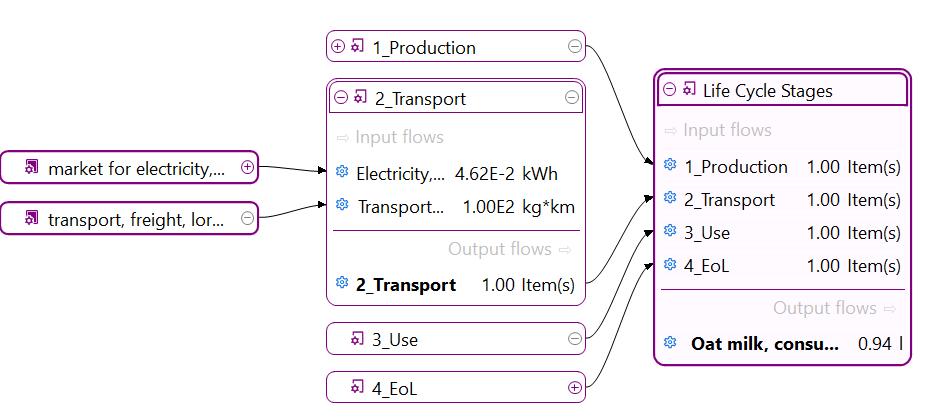 1_Production
2_Transport
Input flows
Electricity,... 4.62E-2 kWh
Transport... 1.00E2 kg*km
Output flows
2_Transport 1.00 Item(s)
market for electricity,...
transport, freight, lor...
3_Use
4_EoL
Life Cycle Stages
Input flows
1_Production 1.00 Item(s)
2_Transport 1.00 Item(s)
3_Use 1.00 Item(s)
4_EoL 1.00 Item(s)
Output flows
Oat milk, consu... 0.94 l